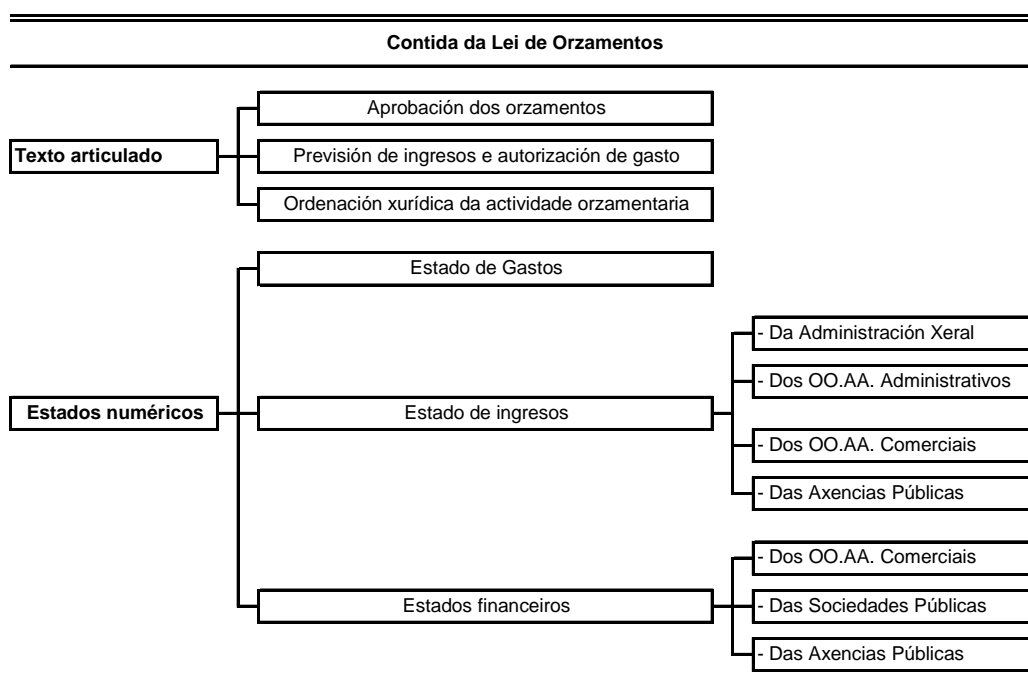 Contida da Lei de Orzamentos
Texto articulado
Aprobación dos orzamentos
Previsión de ingresos e autorización de gasto
Ordenación xurídica da actividade orzamentaria
Estados numéricos
Estado de Gastos
Estado de ingresos
- Da Administración Xeral
- Dos OO.AA. Administrativos
- Dos OO.AA. Comerciais
- Das Axencias Públicas
Estados financeiros
- Dos OO.AA. Comerciais
- Das Sociedades Públicas
- Das Axencias Públicas